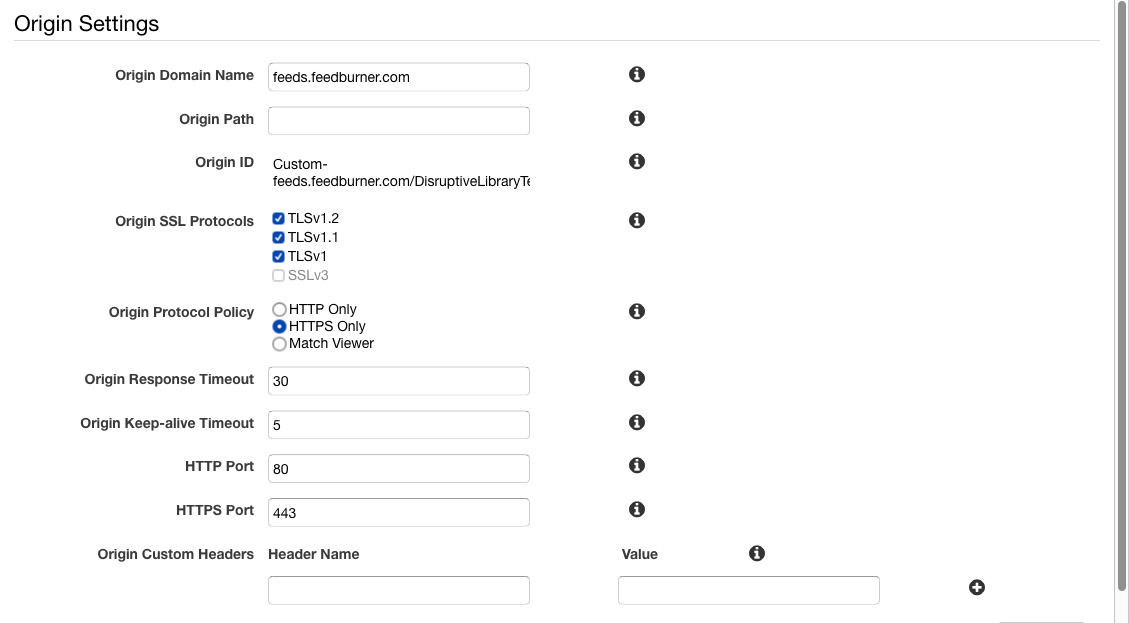 Origin Settings
Origin Domain Name feeds.feedburner.com
Origin Path
Origin ID Custom-
feeds.feedburner.com/DisruptiveLibraryTe
Origin SSL Protocols TLSv1.2
TLSv1.1
TLSv1
SSLv3
Origin Protocol Policy HTTP Only
HTTPS Only
Match Viewer
Origin Response Timeout 30
Origin Keep-alive Timeout 5
HTTP Port 80
HTTPS Port 443
Origin Custom Headers Header Name Value